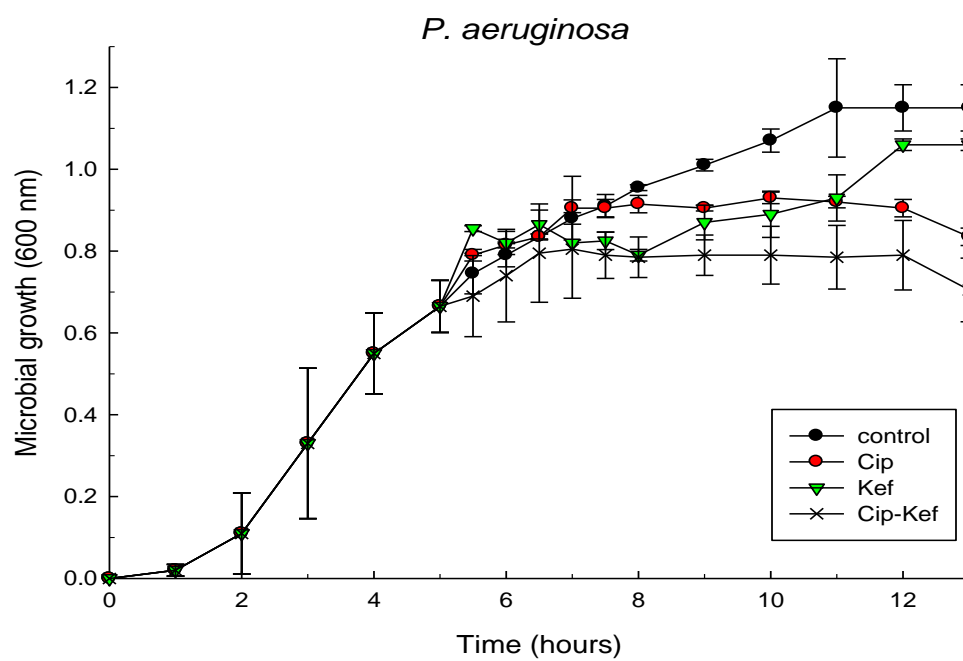 P. aeruginosa
Microbial growth (600 nm)
1.2
1.0
0.8
0.6
0.4
0.2
0.0
0 2 4 6 8 10 12
Time (hours)
control
Cip
Kef
Cip-Kef